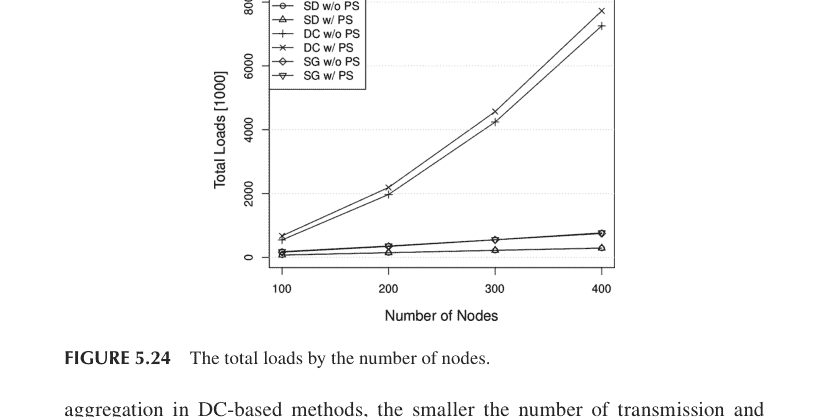 SD w/o PS
SD w/ PS
DC w/o PS
DC w/ PS
SG w/o PS
SG w/ PS
Total Loads [1000]
6000
4000
2000
0
100 200 300 400
Number of Nodes
FIGURE 5.24 The total loads by the number of nodes.
aggregation in DC-based methods, the smaller the number of transmission and